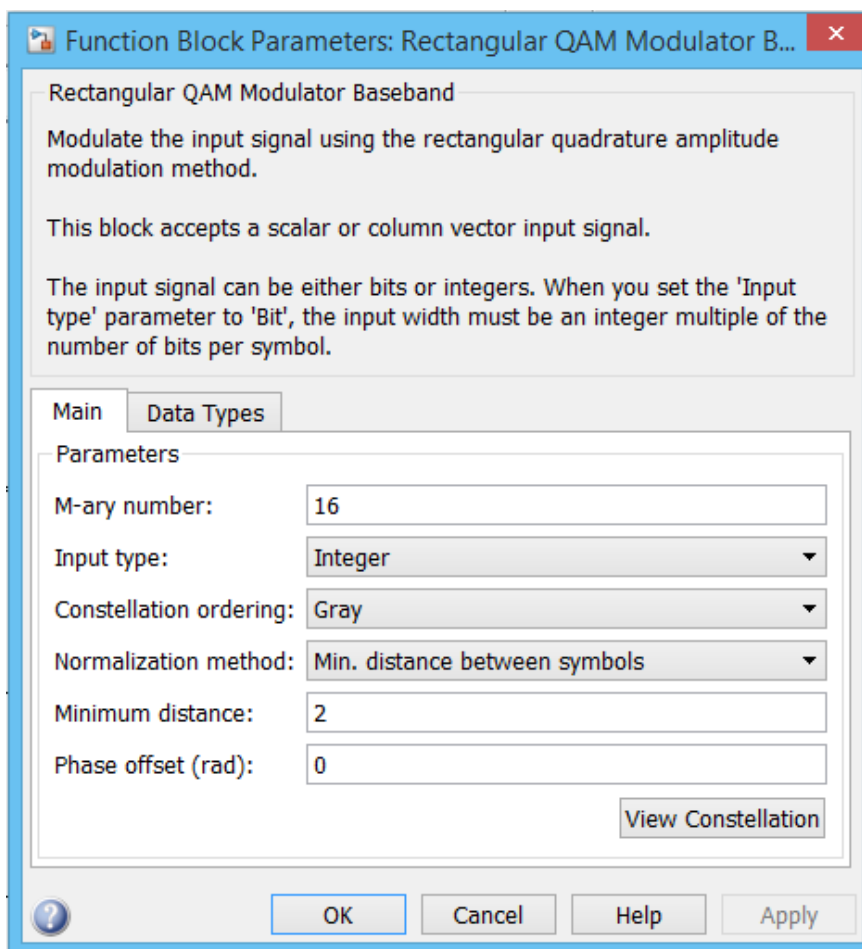 Function Block Parameters: Rectangular QAM Modulator B...
Rectangular QAM Modulator Baseband
Modulate the input signal using the rectangular quadrature amplitude
modulation method.
This block accepts a scalar or column vector input signal.
The input signal can be either bits or integers. When you set the 'Input
type' parameter to 'Bit', the input width must be an integer multiple of the
number of bits per symbol.
Main Data Types
Parameters
M-ary number: 16
Input type: Integer
Constellation ordering: Gray
Normalization method: Min. distance between symbols
Minimum distance: 2
Phase offset (rad): 0
View Constellation
OK Cancel Help Apply